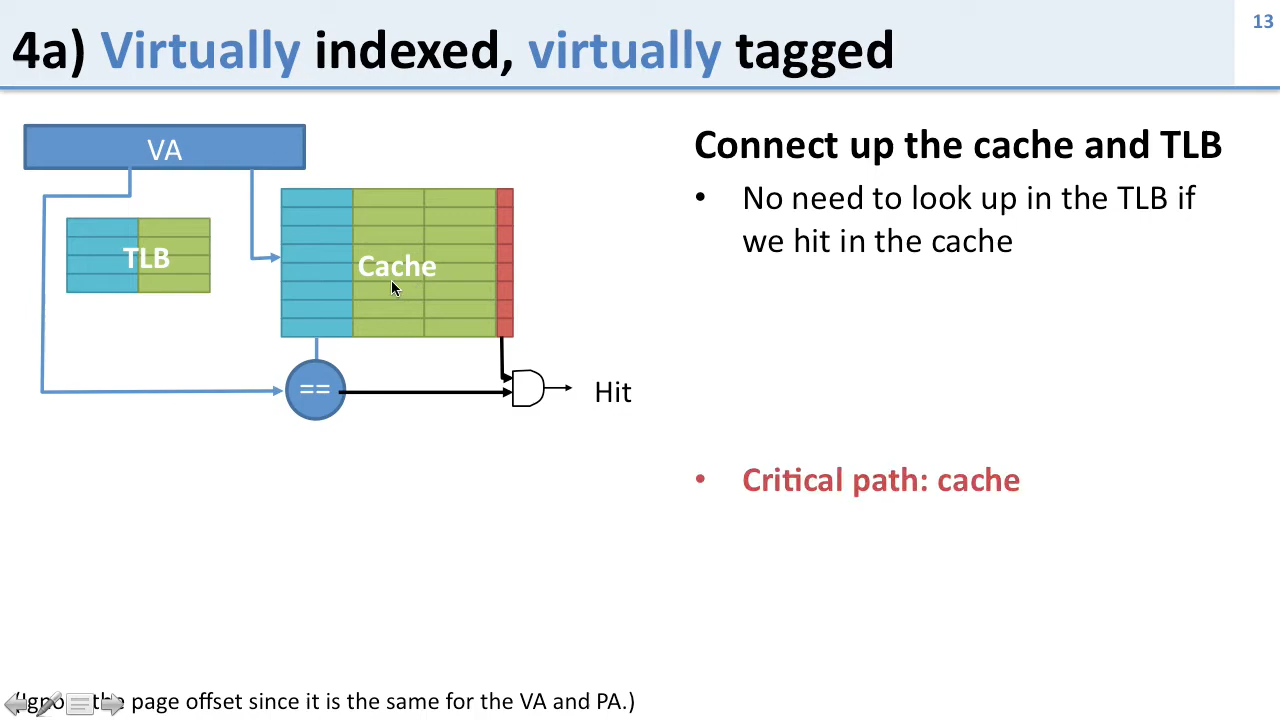 13
4a) Virtually indexed, virtually tagged
VA
TLB
Cache
==
Hit
Connect up the cache and TLB
• No need to look up in the TLB if
we hit in the cache
• Critical path: cache
(Ignore the page offset since it is the same for the VA and PA.)